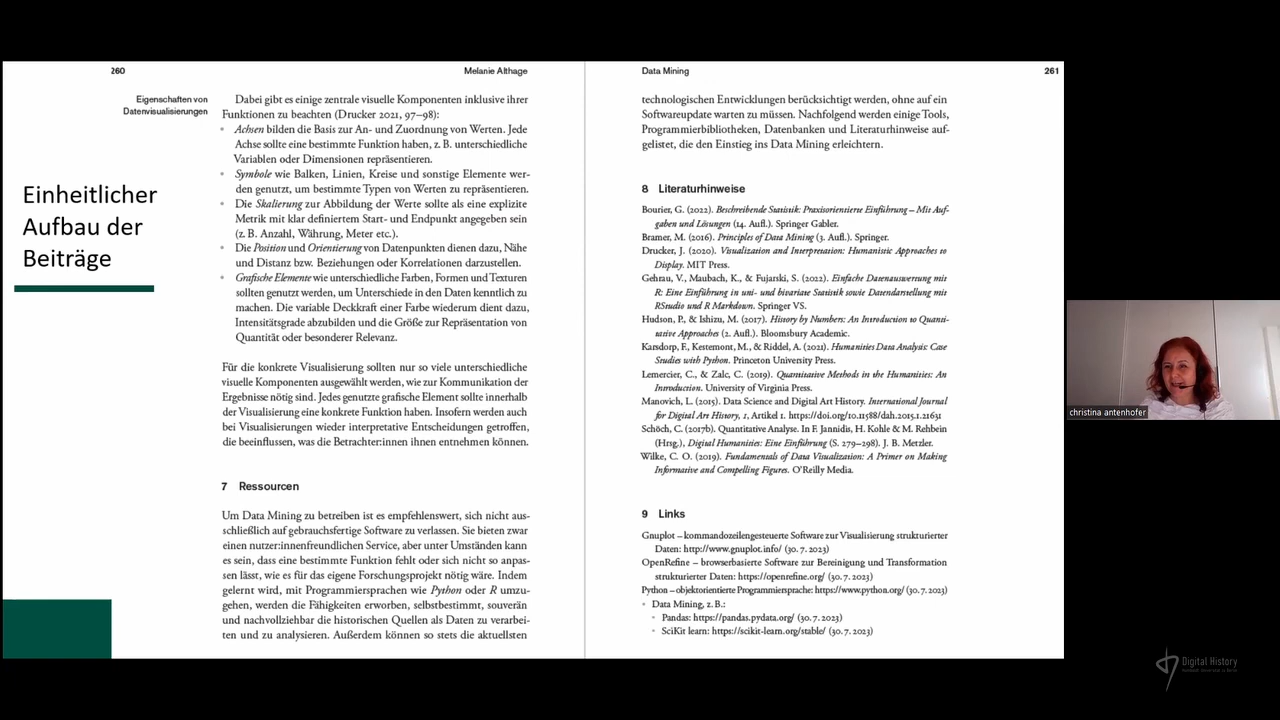 Einheitlicher
Aufbau der
Beiträge
260
Melanie Althage
Eigenschaften von
Datenvisualisierungen
Dabei gibt es einige zentrale visuelle Komponenten inklusive ihrer
Funktionen zu beachten (Drucker 2021, 97–98):
• Achsen bilden die Basis zur An- und Zuordnung von Werten. Jede
Achse sollte eine bestimmte Funktion haben, z. B. unterschiedliche
Variablen oder Dimensionen repräsentieren.
• Symbole wie Balken, Linien, Kreise und sonstige Elemente wer-
den genutzt, um bestimmte Typen von Werten zu repräsentieren.
• Die Skalierung zur Abbildung der Werte sollte als eine explizite
Metrik mit klar definiertem Start- und Endpunkt angegeben sein
(z. B. Anzahl, Währung, Meter etc.).
• Die Position und Orientierung von Datenpunkten dienen dazu, Nähe
und Distanz bzw. Beziehungen oder Korrelationen darzustellen.
• Grafische Elemente wie unterschiedliche Farben, Formen und Texturen
sollten genutzt werden, um Unterschiede in den Daten kenntlich zu
machen. Die variable Deckkraft einer Farbe wiederum dient dazu,
Intensitätsgrade abzubilden und die Größe zur Repräsentation von
Quantität oder besonderer Relevanz.
Für die konkrete Visualisierung sollten nur so viele unterschiedliche
visuelle Komponenten ausgewählt werden, wie zur Kommunikation der
Ergebnisse nötig sind. Jedes genutzte grafische Element sollte innerhalb
der Visualisierung eine konkrete Funktion haben. Insofern werden auch
bei Visualisierungen wieder interpretative Entscheidungen getroffen,
die beeinflussen, was die Betrachter:innen ihnen entnehmen können.
7 Ressourcen
Um Data Mining zu betreiben ist es empfehlenswert, sich nicht aus-
schließlich auf gebrauchsfertige Software zu verlassen. Sie bieten zwar
einen nutzer:innenfreundlichen Service, aber unter Umständen kann
es sein, dass eine bestimmte Funktion fehlt oder sich nicht so anpas-
sen lässt, wie es für das eigene Forschungsprojekt nötig wäre. Indem
gelernt wird, mit Programmiersprachen wie Python oder R umzu-
gehen, werden die Fähigkeiten erworben, selbstbestimmt, souverän
und nachvollziehbar die historischen Quellen als Daten zu verarbei-
ten und zu analysieren. Außerdem können so stets die aktuellsten
Data Mining
261
technologischen Entwicklungen berücksichtigt werden, ohne auf ein
Softwareupdate warten zu müssen. Nachfolgend werden einige Tools,
Programmierbibliotheken, Datenbanken und Literaturhinweise auf-
gelistet, die den Einstieg ins Data Mining erleichtern.
8 Literaturhinweise
Bourier, G. (2022). Beschreibende Statistik: Praxisorientierte Einführung – Mit Auf-
gaben und Lösungen (14. Aufl.). Springer Gabler.
Bramer, M. (2016). Principles of Data Mining (3. Aufl.). Springer.
Drucker, J. (2020). Visualization and Interpretation: Humanistic Approaches to
Display. MIT Press.
Gehrau, V., Maubach, K., & Fujarski, S. (2022). Einfache Datenauswertung mit
R: Eine Einführung in uni- und bivariate Statistik sowie Datendarstellung mit
RStudio und R Markdown. Springer VS.
Hudson, P., & Ishizu, M. (2017). History by Numbers: An Introduction to Quanti-
tative Approaches (2. Aufl.). Bloomsbury Academic.
Karsdorp, F., Kestemont, M., & Riddel, A. (2021). Humanities Data Analysis: Case
Studies with Python. Princeton University Press.
Lemercier, C., & Zalc, C. (2019). Quantitative Methods in the Humanities: An
Introduction. University of Virginia Press.
Manovich, L. (2015). Data Science and Digital Art History. International Journal
for Digital Art History, 1, Artikel 1. https://doi.org/10.11588/dah.2015.1.21631
Schöch, C. (2017b). Quantitative Analyse. In F. Jannidis, H. Kohle & M. Rehbein
(Hrsg.), Digital Humanities: Eine Einführung (S. 279–298). J. B. Metzler.
Wilke, C. O. (2019). Fundamentals of Data Visualization: A Primer on Making
Informative and Compelling Figures. O'Reilly Media.
9 Links
Gnuplot – kommandozeilengesteuerte Software zur Visualisierung strukturierter
Daten: http://www.gnuplot.info/ (30. 7. 2023)
OpenRefine – browserbasierte Software zur Bereinigung und Transformation
strukturierter Daten: https://openrefine.org/ (30. 7. 2023)
Python – objektorientierte Programmiersprache: https://www.python.org/ (30. 7. 2023)
• Data Mining, z. B.:
• Pandas: https://pandas.pydata.org/ (30. 7. 2023)
• SciKit learn: https://scikit-learn.org/stable/ (30. 7. 2023)
christina antenhofer
Digital History